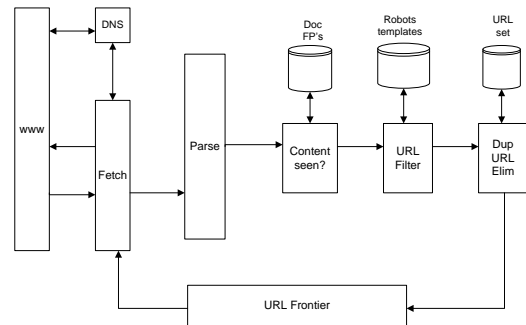 DNS
Doc
FP's
Robots
templates
URL
set
www
Parse
Content
seen?
URL
Filter
Dup
URL
Elim
Fetch
URL Frontier